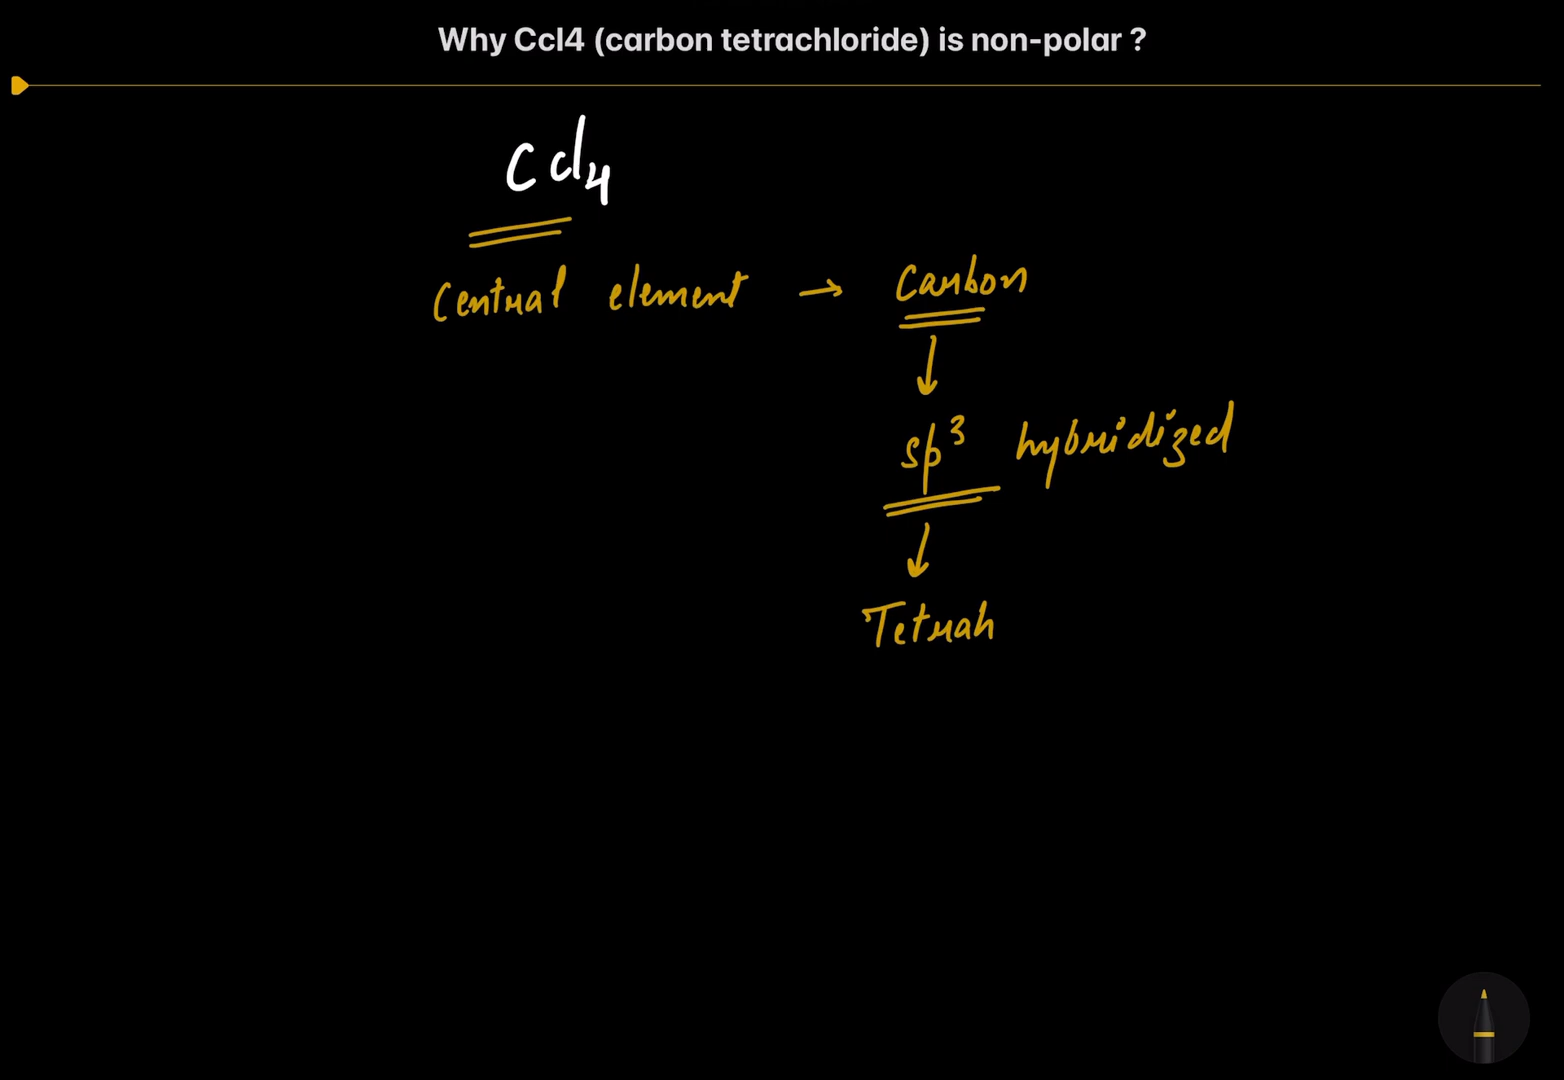 Why Ccl4 (carbon tetrachloride) is non-polar ?
CCl4
Central element → Carbon
↓
sp³ hybridized
↓
Tetrah